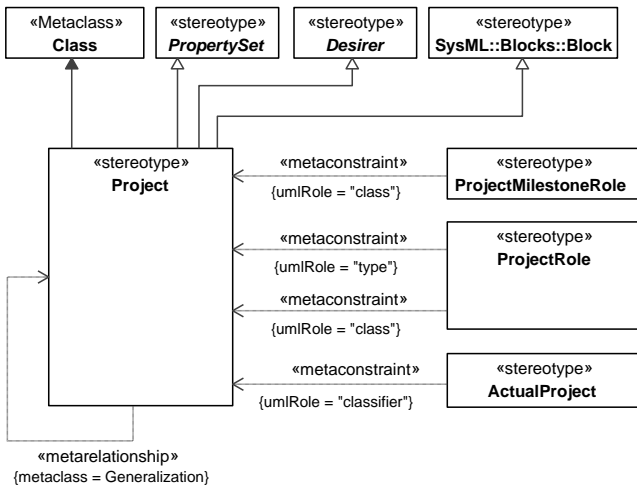 «Metaclass»
Class
«stereotype»
PropertySet
«stereotype»
Desirer
«stereotype»
SysML::Blocks::Block
«stereotype»
Project
«metaconstraint»
{umlRole = "class"}
«stereotype»
ProjectMilestoneRole
«metaconstraint»
{umlRole = "type"}
«stereotype»
ProjectRole
«metaconstraint»
{umlRole = "class"}
«metaconstraint»
{umlRole = "classifier"}
«stereotype»
ActualProject
«metarelationship»
{metaclass = Generalization}